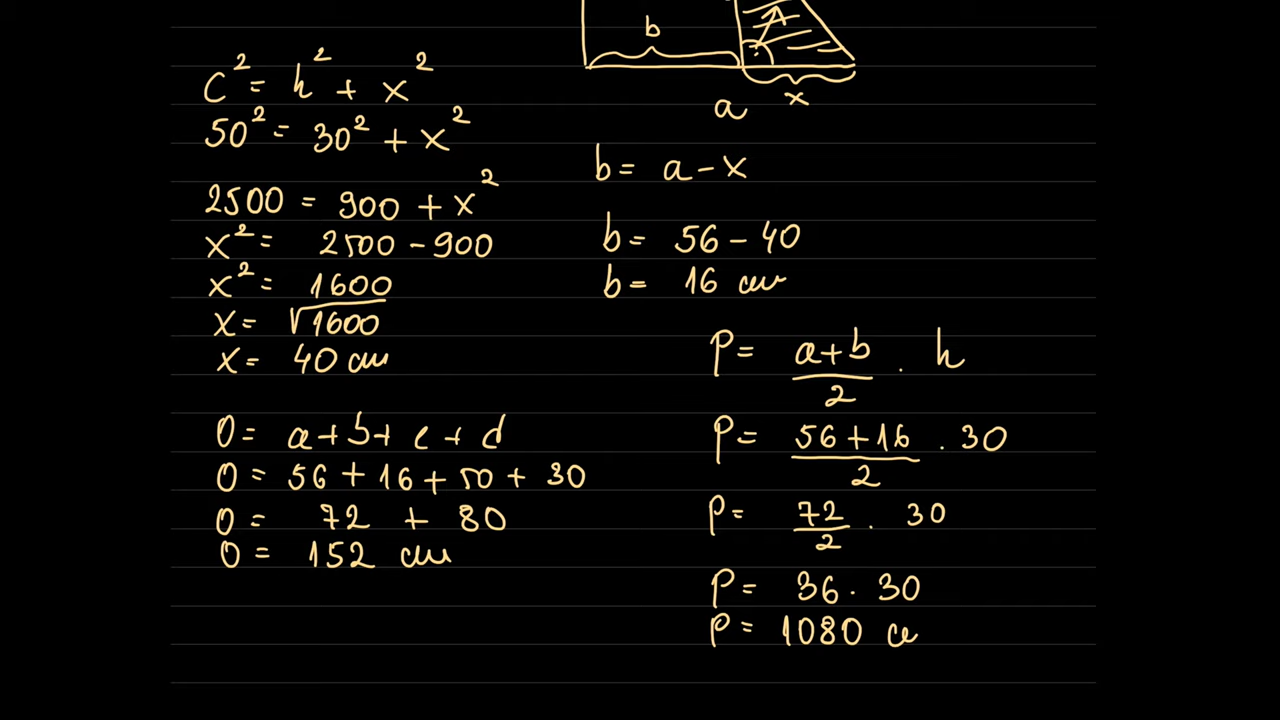 b
a x
c² = h² + x²
50² = 30² + x²
2500 = 900 + x²
x² = 2500 - 900
x² = 1600
x = √1600
x = 40 cm
b = a - x
b = 56 - 40
b = 16 cm
O = a + b + c + d
O = 56 + 16 + 50 + 30
O = 72 + 80
O = 152 cm
P = (a+b)/2 · h
P = (56+16)/2 · 30
P = 72/2 · 30
P = 36 · 30
P = 1080 c